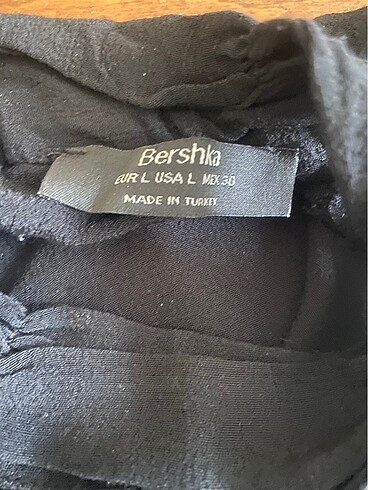 Bershka
EUR L USA L MEX 30
MADE IN TURKEY